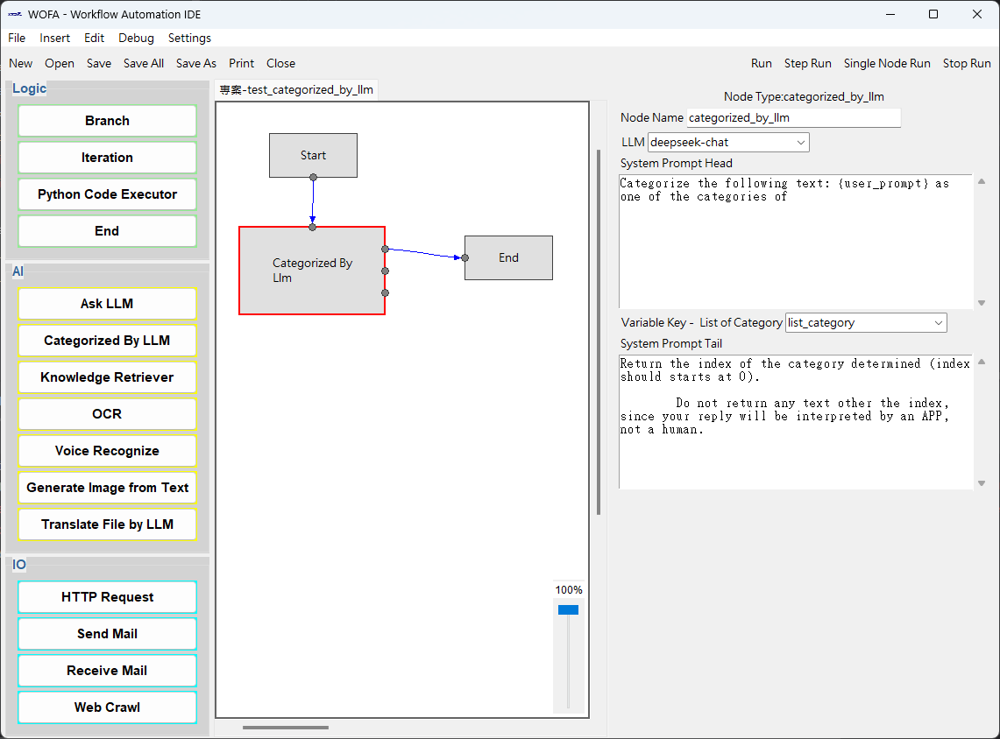 WOFA - Workflow Automation IDE
File Insert Edit Debug Settings
New Open Save Save All Save As Print Close Run Step Run Single Node Run Stop Run
Logic
Branch
Iteration
Python Code Executor
End
AI
Ask LLM
Categorized By LLM
Knowledge Retriever
OCR
Voice Recognize
Generate Image from Text
Translate File by LLM
IO
HTTP Request
Send Mail
Receive Mail
Web Crawl
専案-test_categorized_by_llm
Start
Categorized By
Llm
End
100%
Node Type:categorized_by_llm
Node Name categorized_by_llm
LLM deepseek-chat
System Prompt Head
Categorize the following text: {user_prompt} as
one of the categories of
Variable Key - List of Category list_category
System Prompt Tail
Return the index of the category determined (index
should starts at 0).
Do not return any text other the index,
since your reply will be interpreted by an APP,
not a human.